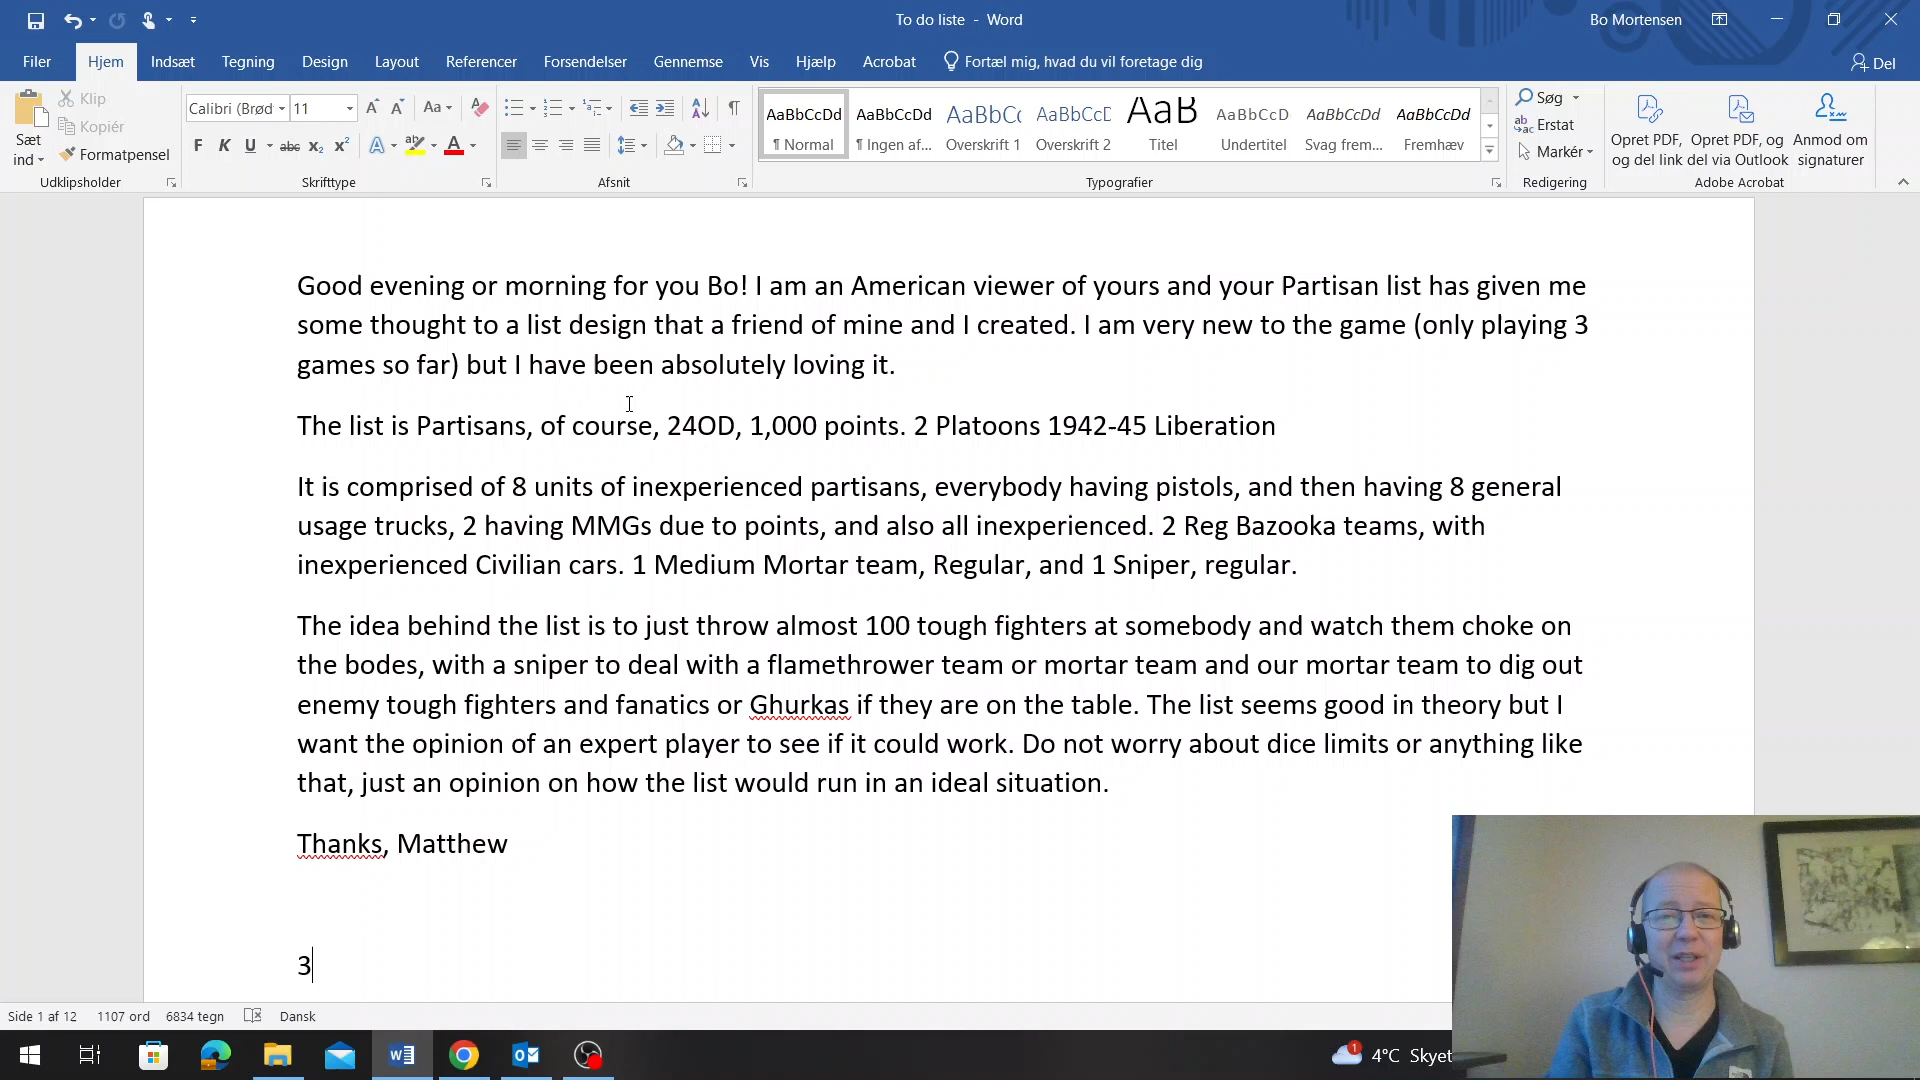 To do liste - Word
Bo Mortensen
Filer Hjem Indsæt Tegning Design Layout Referencer Forsendelser Gennemse Vis Hjælp Acrobat Fortæl mig, hvad du vil foretage dig Del
Sæt ind
Klip
Kopiér
Formatpensel
Udklipsholder
Calibri (Brød 11
Aa
F K U abc x₂ x² A A
Skrifttype
Afsnit
AaBbCcDd AaBbCcDd AaBbCc AaBbCcD AaB AaBbCcD AaBbCcDd AaBbCcDd
¶ Normal ¶ Ingen af... Overskrift 1 Overskrift 2 Titel Undertitel Svag frem... Fremhæv
Typografier
Søg
Erstat
Markér
Redigering
Opret PDF, og del link
Opret PDF, og del via Outlook
Anmod om signaturer
Adobe Acrobat
Good evening or morning for you Bo! I am an American viewer of yours and your Partisan list has given me
some thought to a list design that a friend of mine and I created. I am very new to the game (only playing 3
games so far) but I have been absolutely loving it.
The list is Partisans, of course, 24OD, 1,000 points. 2 Platoons 1942-45 Liberation
It is comprised of 8 units of inexperienced partisans, everybody having pistols, and then having 8 general
usage trucks, 2 having MMGs due to points, and also all inexperienced. 2 Reg Bazooka teams, with
inexperienced Civilian cars. 1 Medium Mortar team, Regular, and 1 Sniper, regular.
The idea behind the list is to just throw almost 100 tough fighters at somebody and watch them choke on
the bodes, with a sniper to deal with a flamethrower team or mortar team and our mortar team to dig out
enemy tough fighters and fanatics or Ghurkas if they are on the table. The list seems good in theory but I
want the opinion of an expert player to see if it could work. Do not worry about dice limits or anything like
that, just an opinion on how the list would run in an ideal situation.
Thanks, Matthew
3
Side 1 af 12 1107 ord 6834 tegn Dansk
1 4°C Skyet